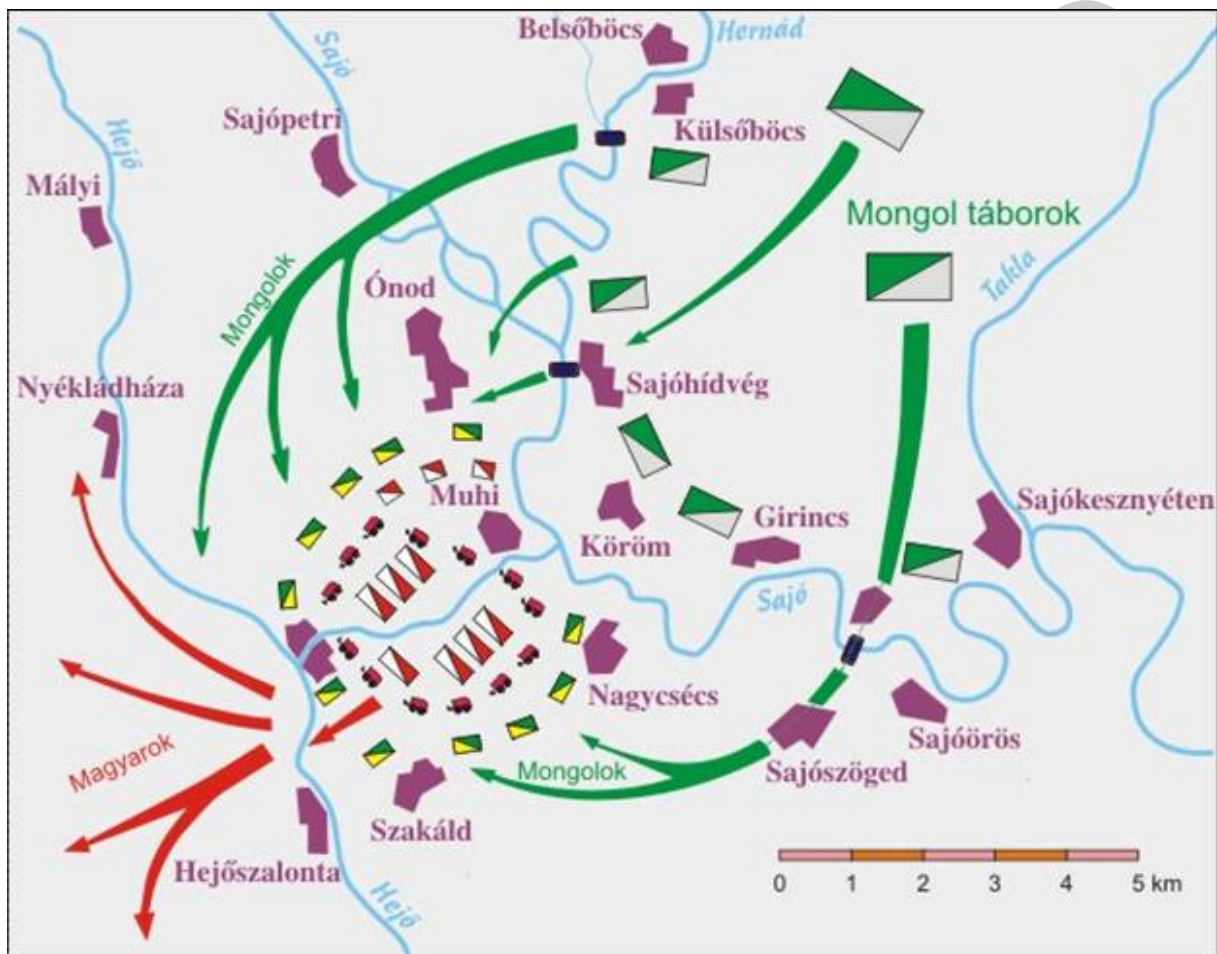 Belsőböcs
Hernád
Sajó
Sajópetri
Külsőböcs
Hejő
Mályi
Mongol táborok
Takla
Mongolok
Ónod
Nyékládháza
Sajóhídvég
Muhi
Köröm
Girincs
Sajókesznyéten
Sajó
Nagycsécs
Sajóörös
Magyarok
Mongolok
Sajószöged
Szakáld
Hejőszalonta
Hejő
0 1 2 3 4 5 km